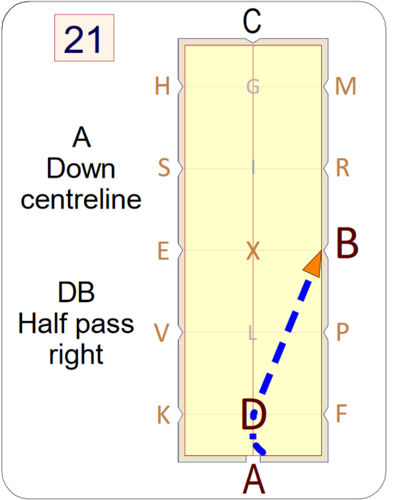 21
C
H G M
A
Down
centreline
S I R
E X B
DB
Half pass
right
V L P
K D F
A